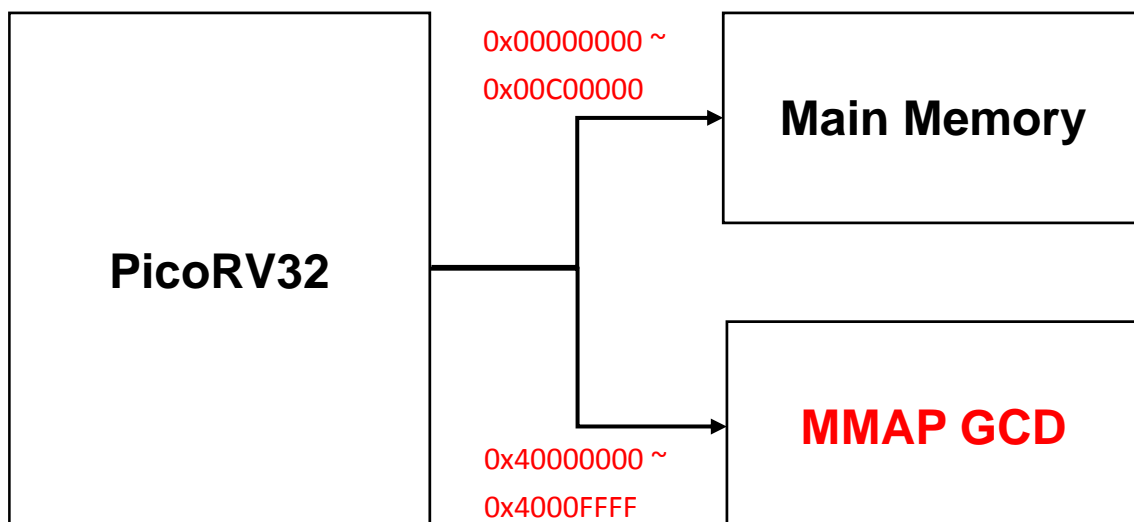 0x00000000 ~
0x00C00000
Main Memory
PicoRV32
MMAP GCD
0x40000000 ~
0x4000FFFF